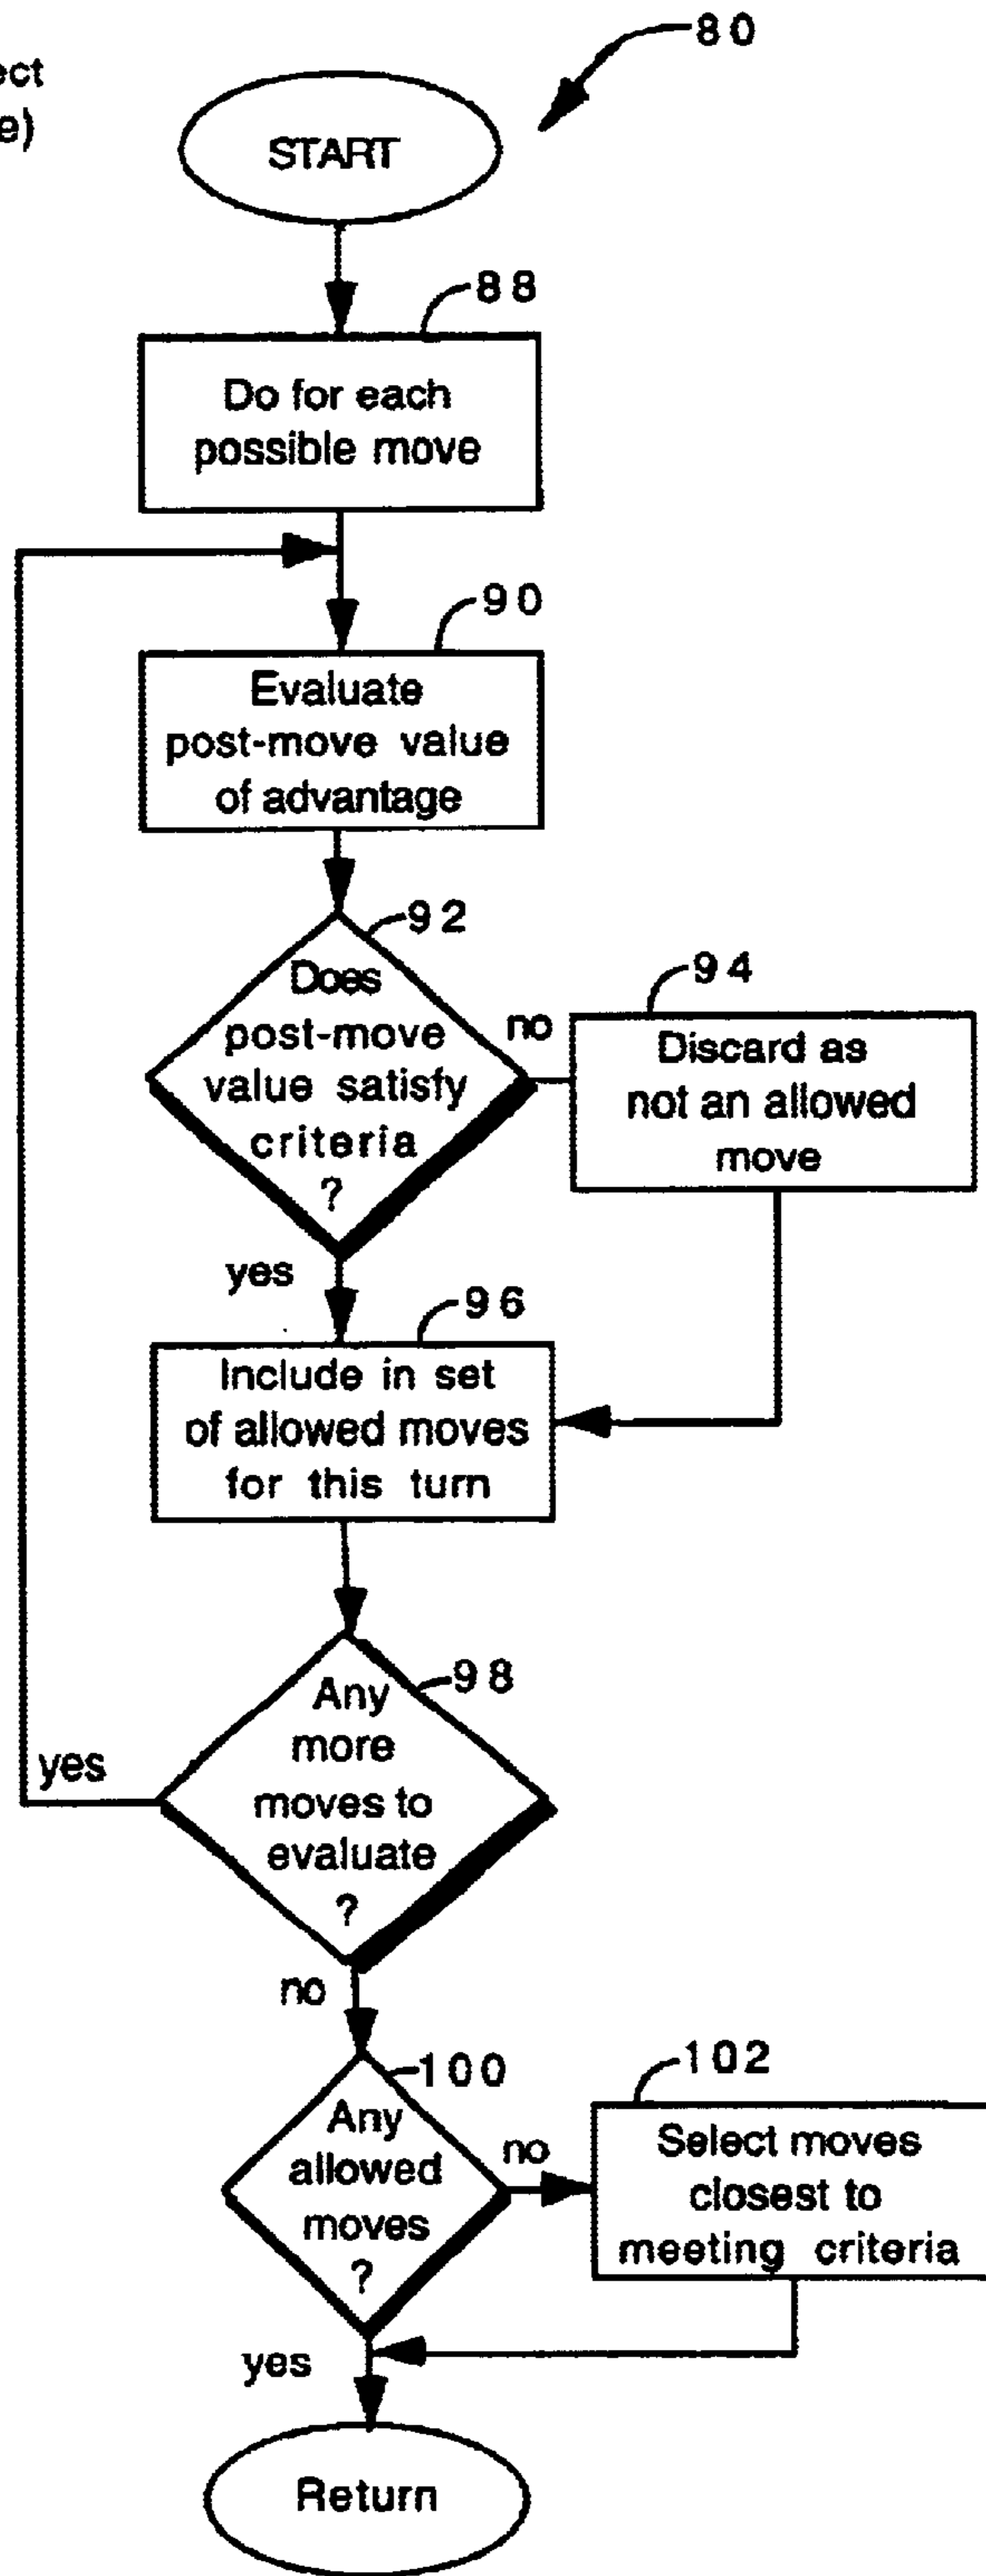 80
START
88
Do for each
possible move
90
Evaluate
post-move value
of advantage
92
Does
post-move
value satisfy
criteria
?
no
94
Discard as
not an allowed
move
yes
96
Include in set
of allowed moves
for this turn
98
Any
more
moves to
evaluate
?
yes
no
100
Any
allowed
moves
?
no
102
Select moves
closest to
meeting criteria
yes
Return